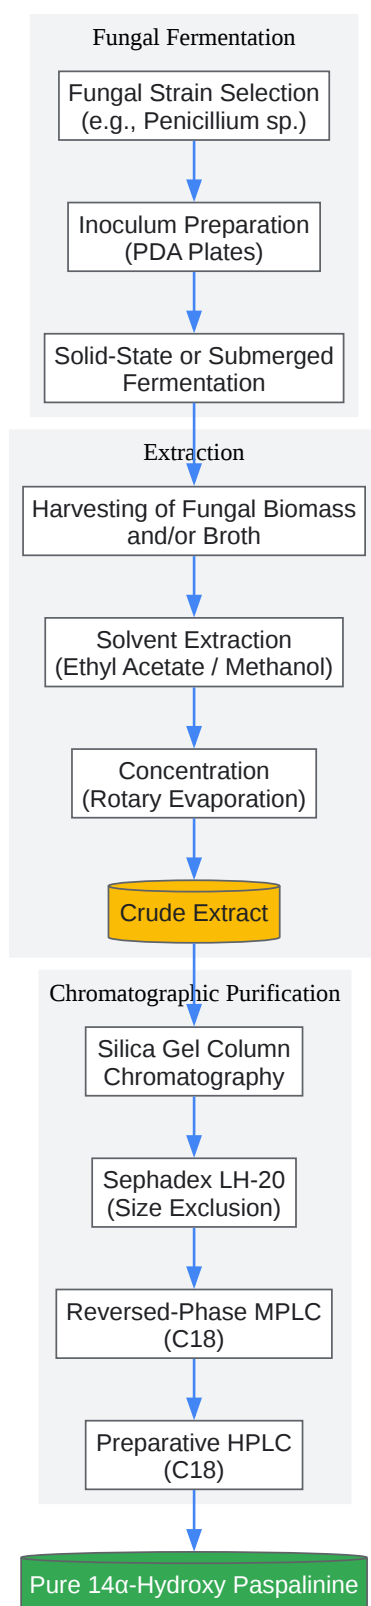 Fungal Fermentation
Fungal Strain Selection
(e.g., Penicillium sp.)
Inoculum Preparation
(PDA Plates)
Solid-State or Submerged
Fermentation
Extraction
Harvesting of Fungal Biomass
and/or Broth
Solvent Extraction
(Ethyl Acetate / Methanol)
Concentration
(Rotary Evaporation)
Crude Extract
Chromatographic Purification
Silica Gel Column
Chromatography
Sephadex LH-20
(Size Exclusion)
Reversed-Phase MPLC
(C18)
Preparative HPLC
(C18)
Pure 14α-Hydroxy Paspalinine